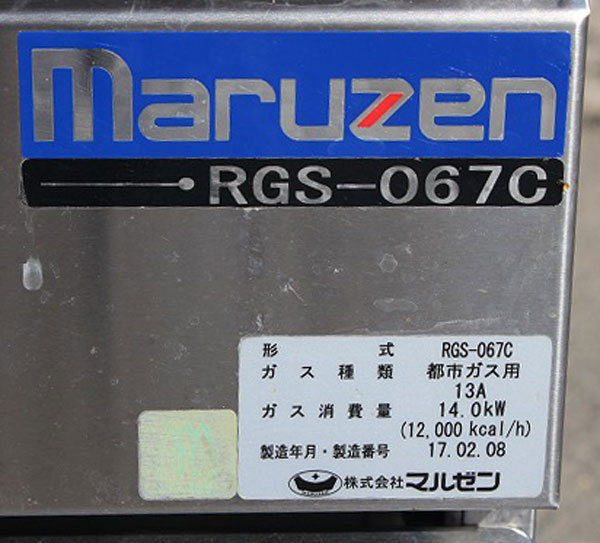 maruzen
RGS-067C
形 式 RGS-067C
ガス種類 都市ガス用
13A
ガス消費量 14.0kW
(12,000 kcal/h)
製造年月・製造番号 17.02.08
株式会社マルゼン